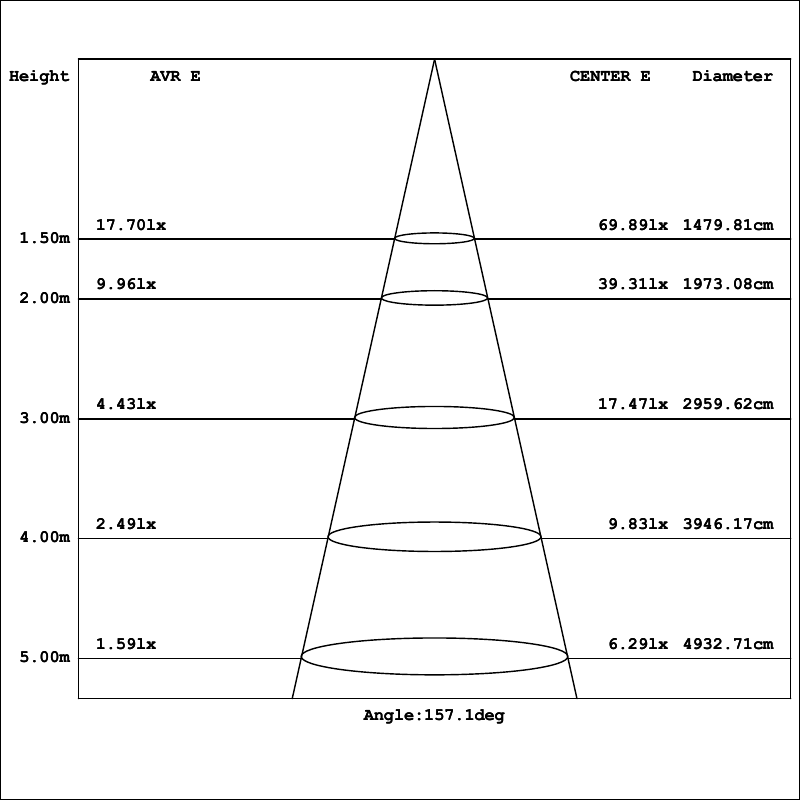 Height AVR E CENTER E Diameter
17.70lx 69.89lx 1479.81cm
1.50m
9.96lx 39.31lx 1973.08cm
2.00m
4.43lx 17.47lx 2959.62cm
3.00m
2.49lx 9.83lx 3946.17cm
4.00m
1.59lx 6.29lx 4932.71cm
5.00m
Angle:157.1deg